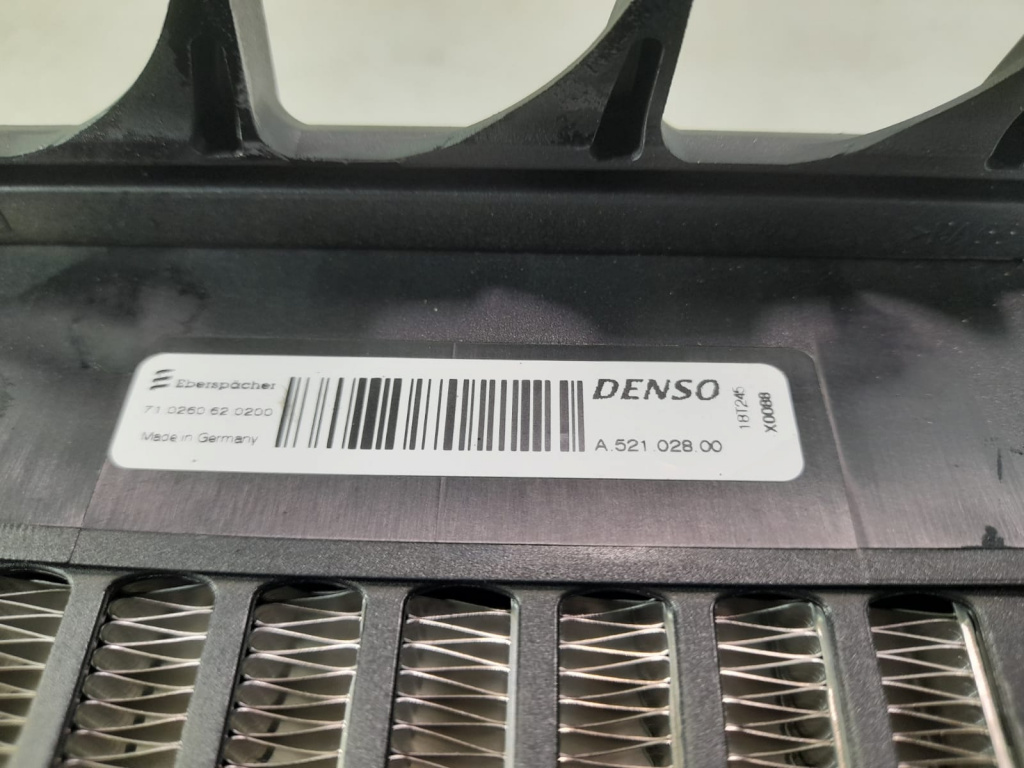 Eberspächer
71 0260 62 0200
Made in Germany
DENSO
A.521.028.00
18T245
X0088